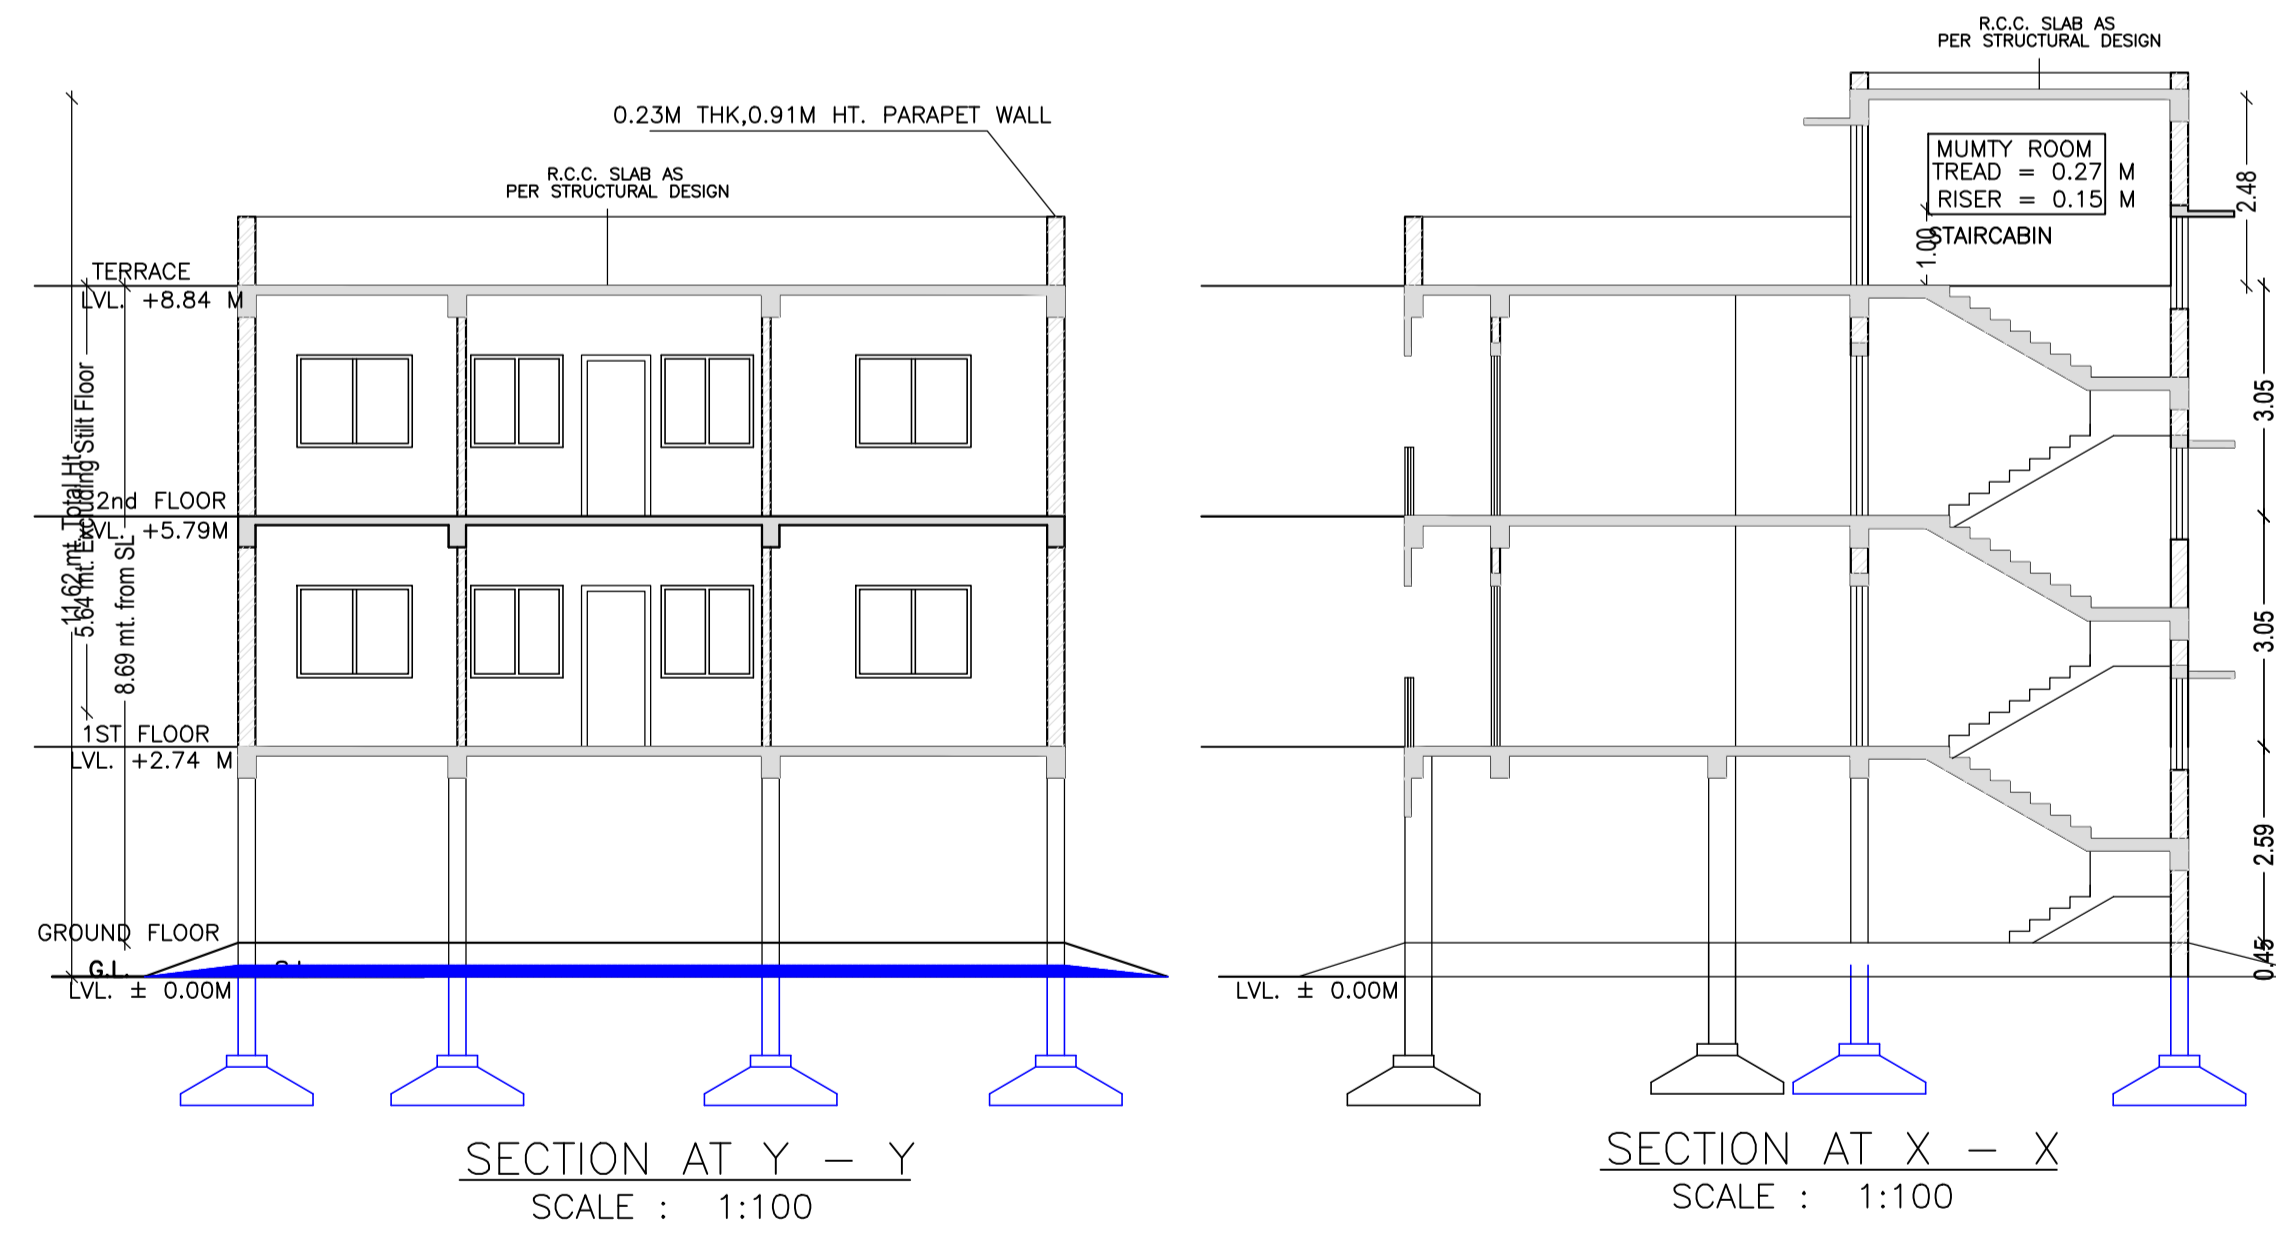 R.C.C. SLAB AS
PER STRUCTURAL DESIGN
0.23M THK,0.91M HT. PARAPET WALL
R.C.C. SLAB AS
PER STRUCTURAL DESIGN
MUMTY ROOM
TREAD = 0.27 M
RISER = 0.15 M
STAIRCABIN
1.00
2.48
TERRACE
LVL. +8.84 M
3.05
2nd FLOOR
LVL. +5.79M
11.62 mt. Total Ht.
5.64 mt. Excluding Stilt Floor
8.69 mt. from SL
3.05
1ST FLOOR
LVL. +2.74 M
2.59
GROUND FLOOR
G.L.
LVL. ± 0.00M
LVL. ± 0.00M
0.45
SECTION AT Y – Y
SCALE : 1:100
SECTION AT X – X
SCALE : 1:100